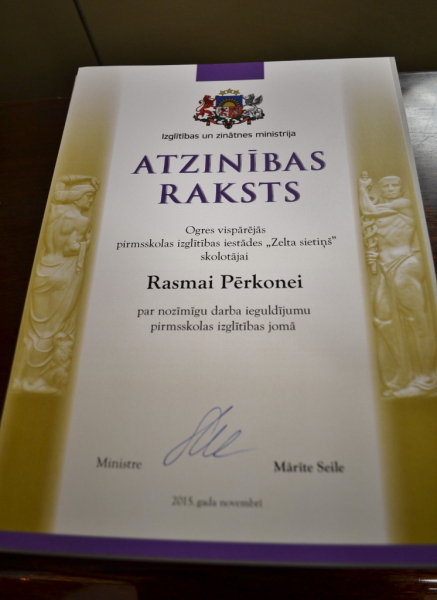 Izglītības un zinātnes ministrija
ATZINĪBAS
RAKSTS
Ogres vispārējās
pirmsskolas izglītības iestādes „Zelta sietiņš”
skolotājai
Rasmai Pērkonei
par nozīmīgu darba ieguldījumu
pirmsskolas izglītības jomā
Ministre
Mārīte Seile
2015. gada novembrī